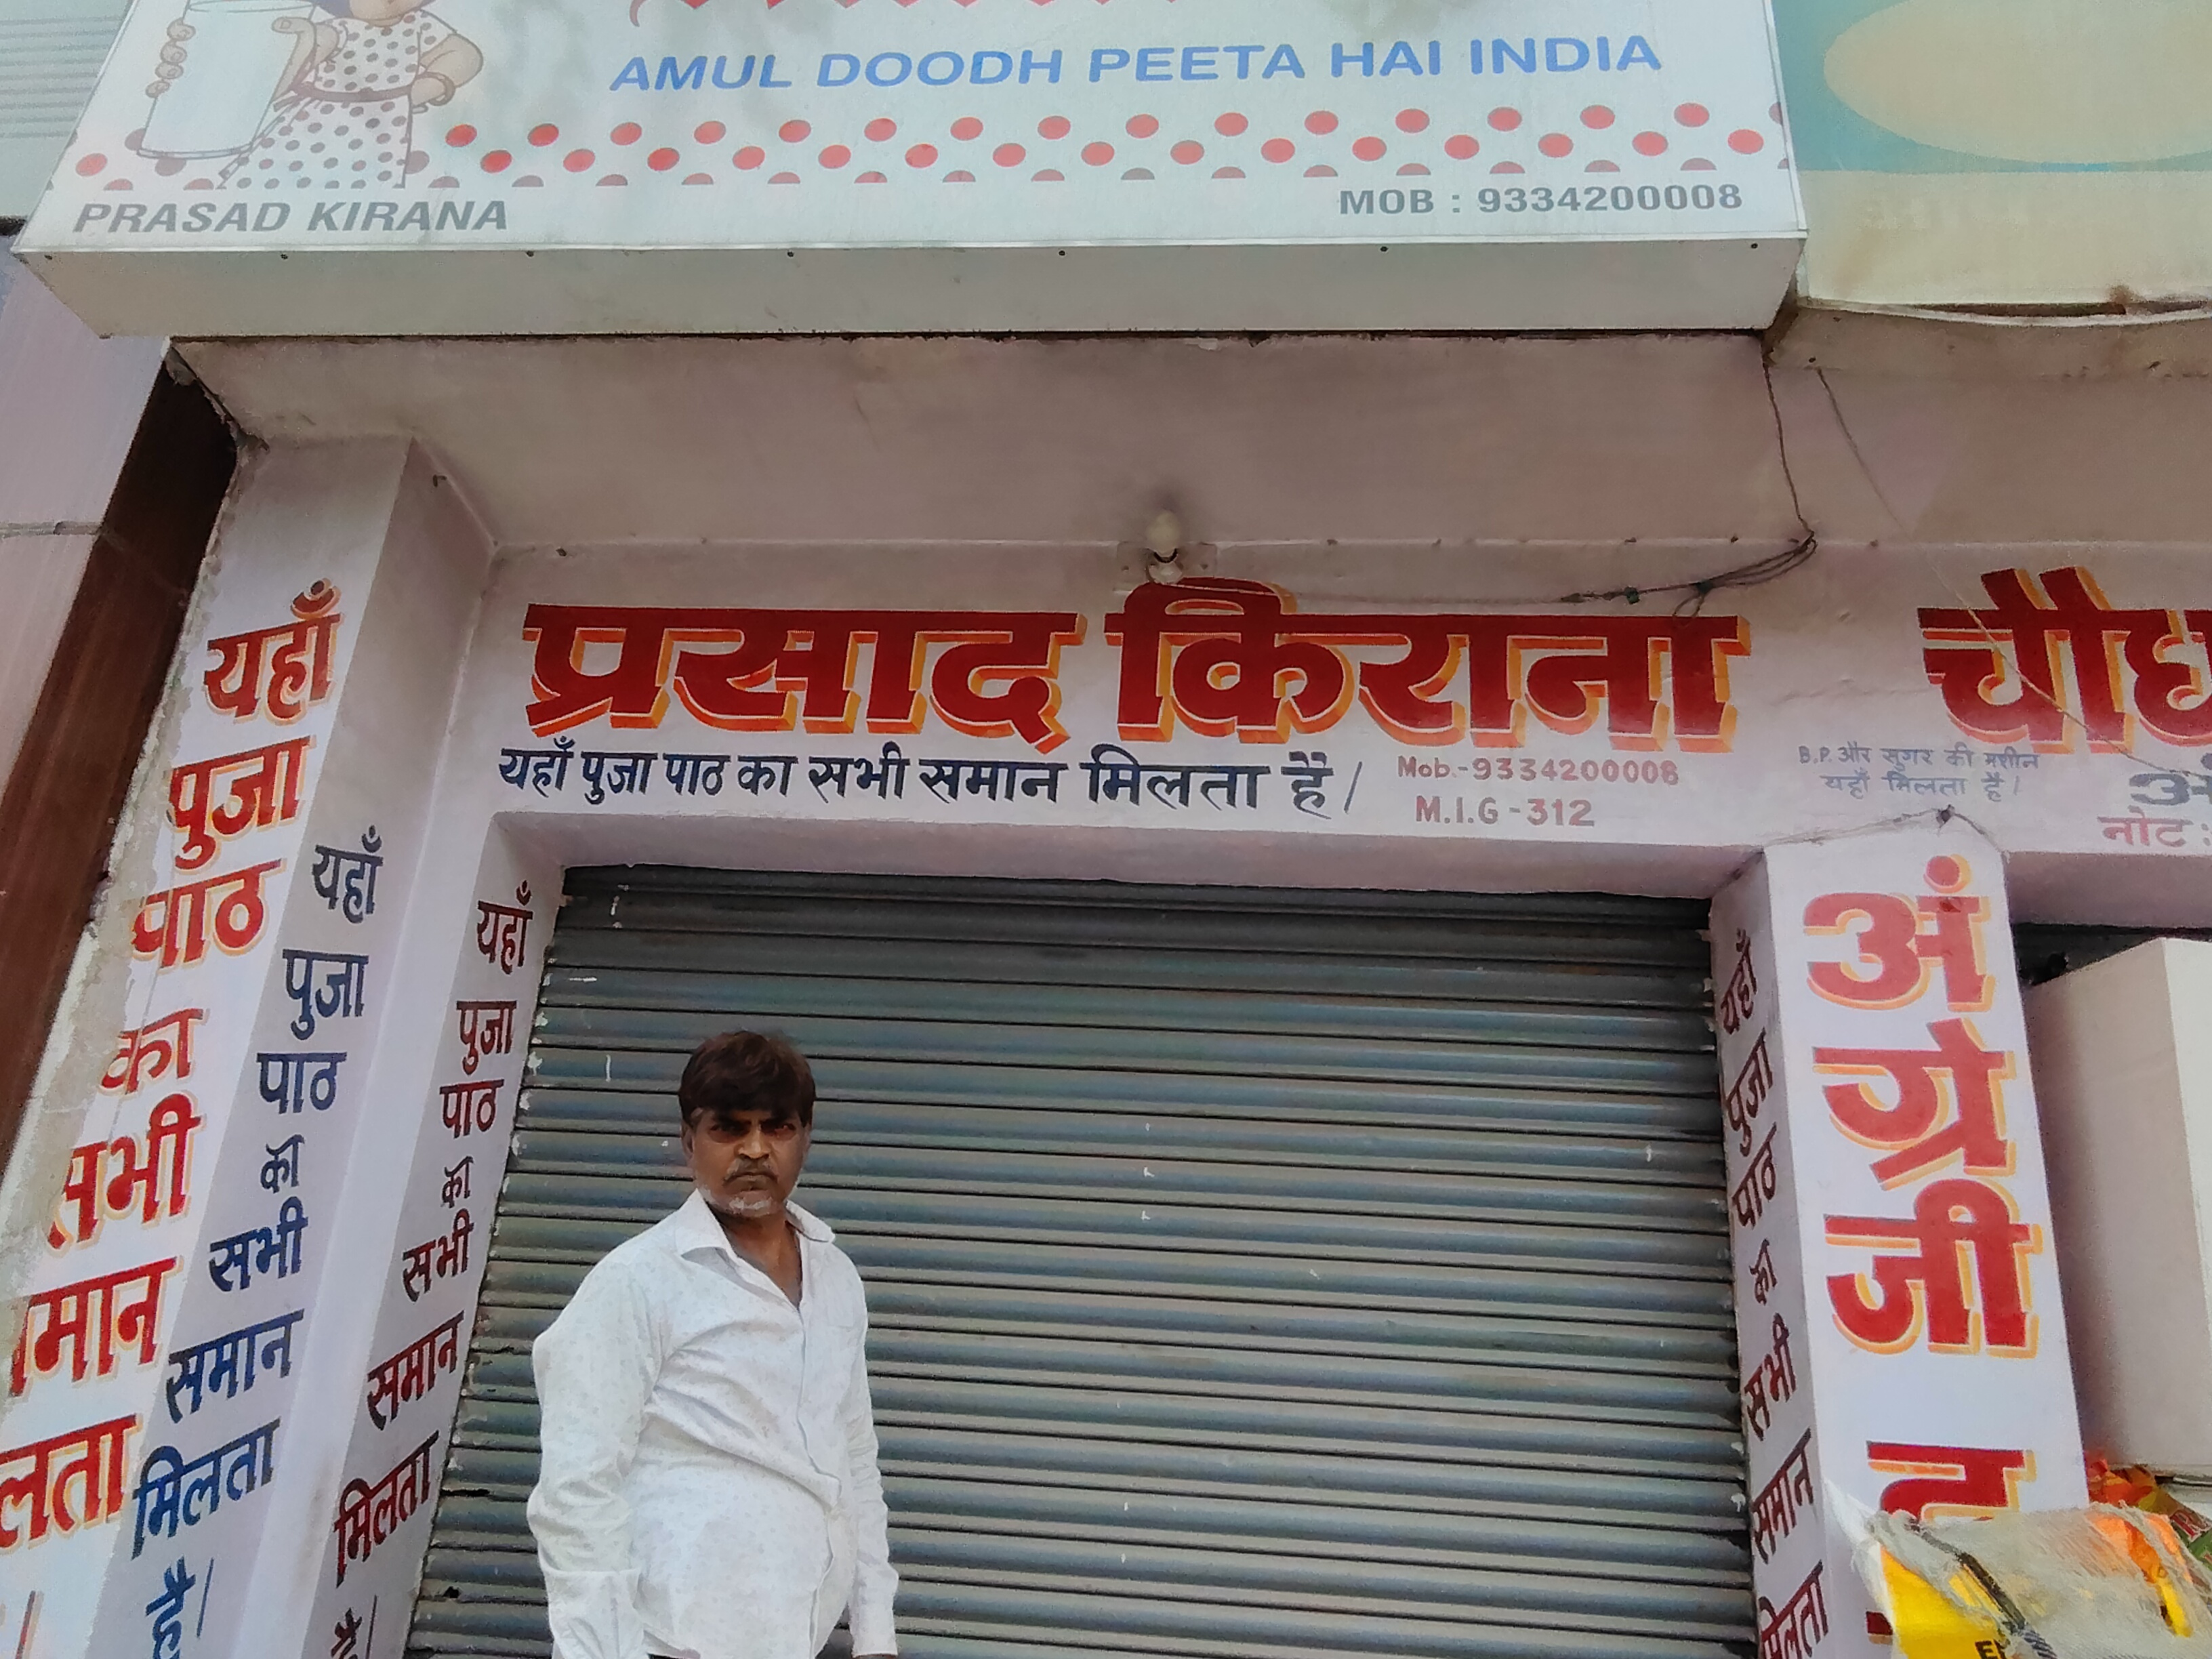 AMUL DOODH PEETA HAI INDIA
PRASAD KIRANA
MOB : 9334200008
प्रसाद किराना
यहाँ पुजा पाठ का सभी समान मिलता है/
Mob.-9334200008
M.I.G-312
चौध
B.P. और सुगर की मशीन
यहाँ मिलता है/
नोट :
यहाँ
पुजा
पाठ
का
सभी
समान
मिलता
यहाँ
पुजा
पाठ
का
सभी
समान
मिलता
है/
यहाँ
पुजा
पाठ
का
सभी
समान
मिलता
है/
यहाँ
पुजा
पाठ
का
सभी
समान
मिलता
अं
ग्रे
जी